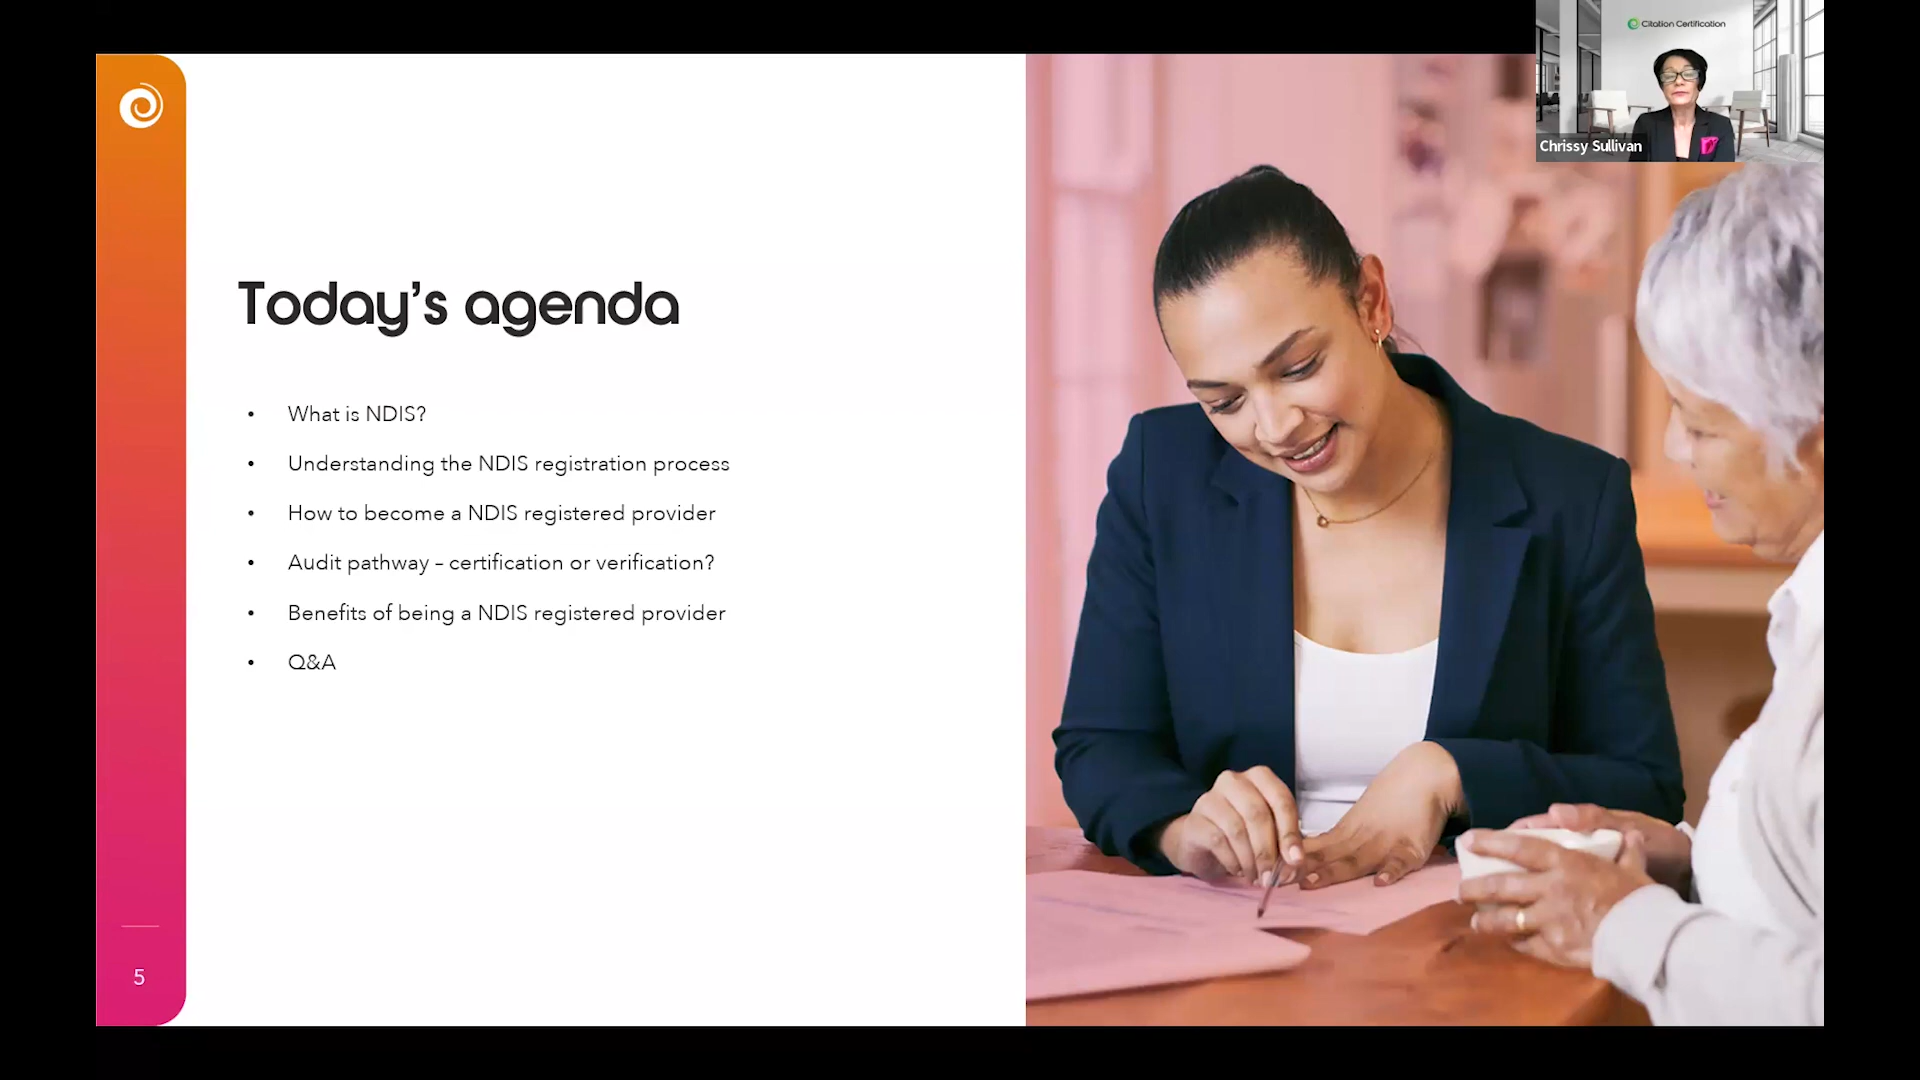 Citation Certification
Chrissy Sullivan
Today's agenda
• What is NDIS?
• Understanding the NDIS registration process
• How to become a NDIS registered provider
• Audit pathway – certification or verification?
• Benefits of being a NDIS registered provider
• Q&A
5